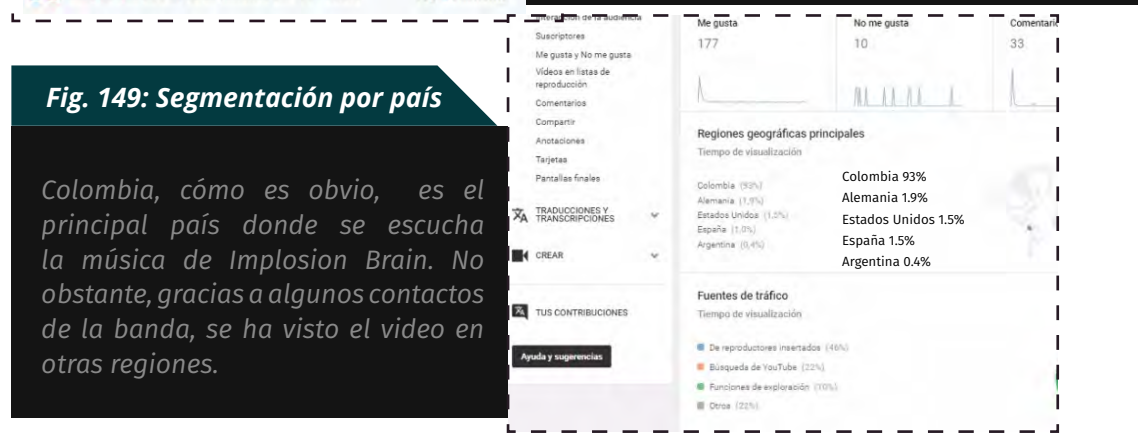 Fig. 149: Segmentación por país
Colombia, cómo es obvio, es el
principal país donde se escucha
la música de Implosion Brain. No
obstante, gracias a algunos contactos
de la banda, se ha visto el video en
otras regiones.
Interacción de la audiencia
Suscriptores
Me gusta y No me gusta
Vídeos en listas de
reproducción
Comentarios
Compartir
Anotaciones
Tarjetas
Pantallas finales
TRADUCCIONES Y
TRANSCRIPCIONES
CREAR
TUS CONTRIBUCIONES
Ayuda y sugerencias
Me gusta
177
No me gusta
10
Comentario
33
Regiones geográficas principales
Tiempo de visualización
Colombia (93%)
Alemania (1,9%)
Estados Unidos (1,5%)
España (1,0%)
Argentina (0,4%)
Colombia 93%
Alemania 1.9%
Estados Unidos 1.5%
España 1.5%
Argentina 0.4%
Fuentes de tráfico
Tiempo de visualización
De reproductores insertados (46%)
Búsqueda de YouTube (22%)
Funciones de exploración (10%)
Otros (22%)